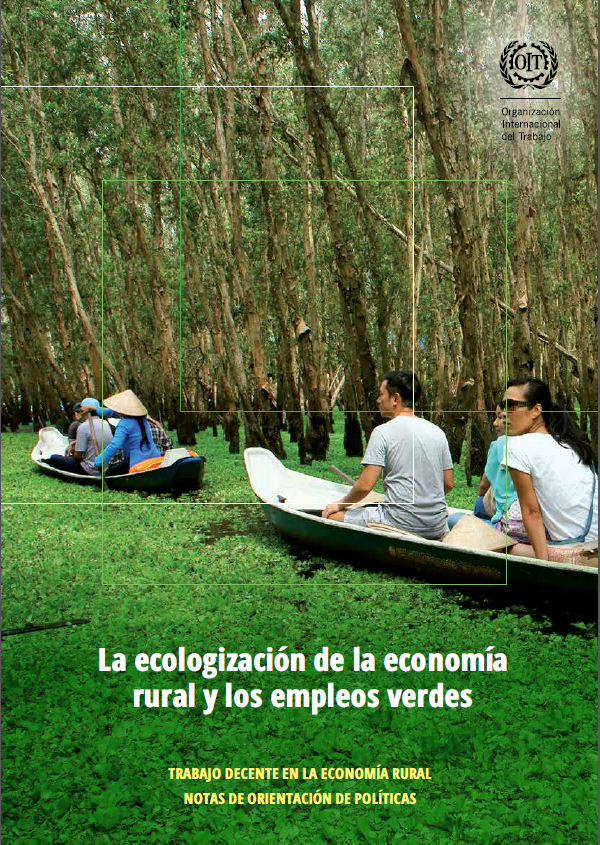 OIT
Organización
Internacional
del Trabajo
La ecologización de la economía
rural y los empleos verdes
TRABAJO DECENTE EN LA ECONOMÍA RURAL
NOTAS DE ORIENTACIÓN DE POLÍTICAS